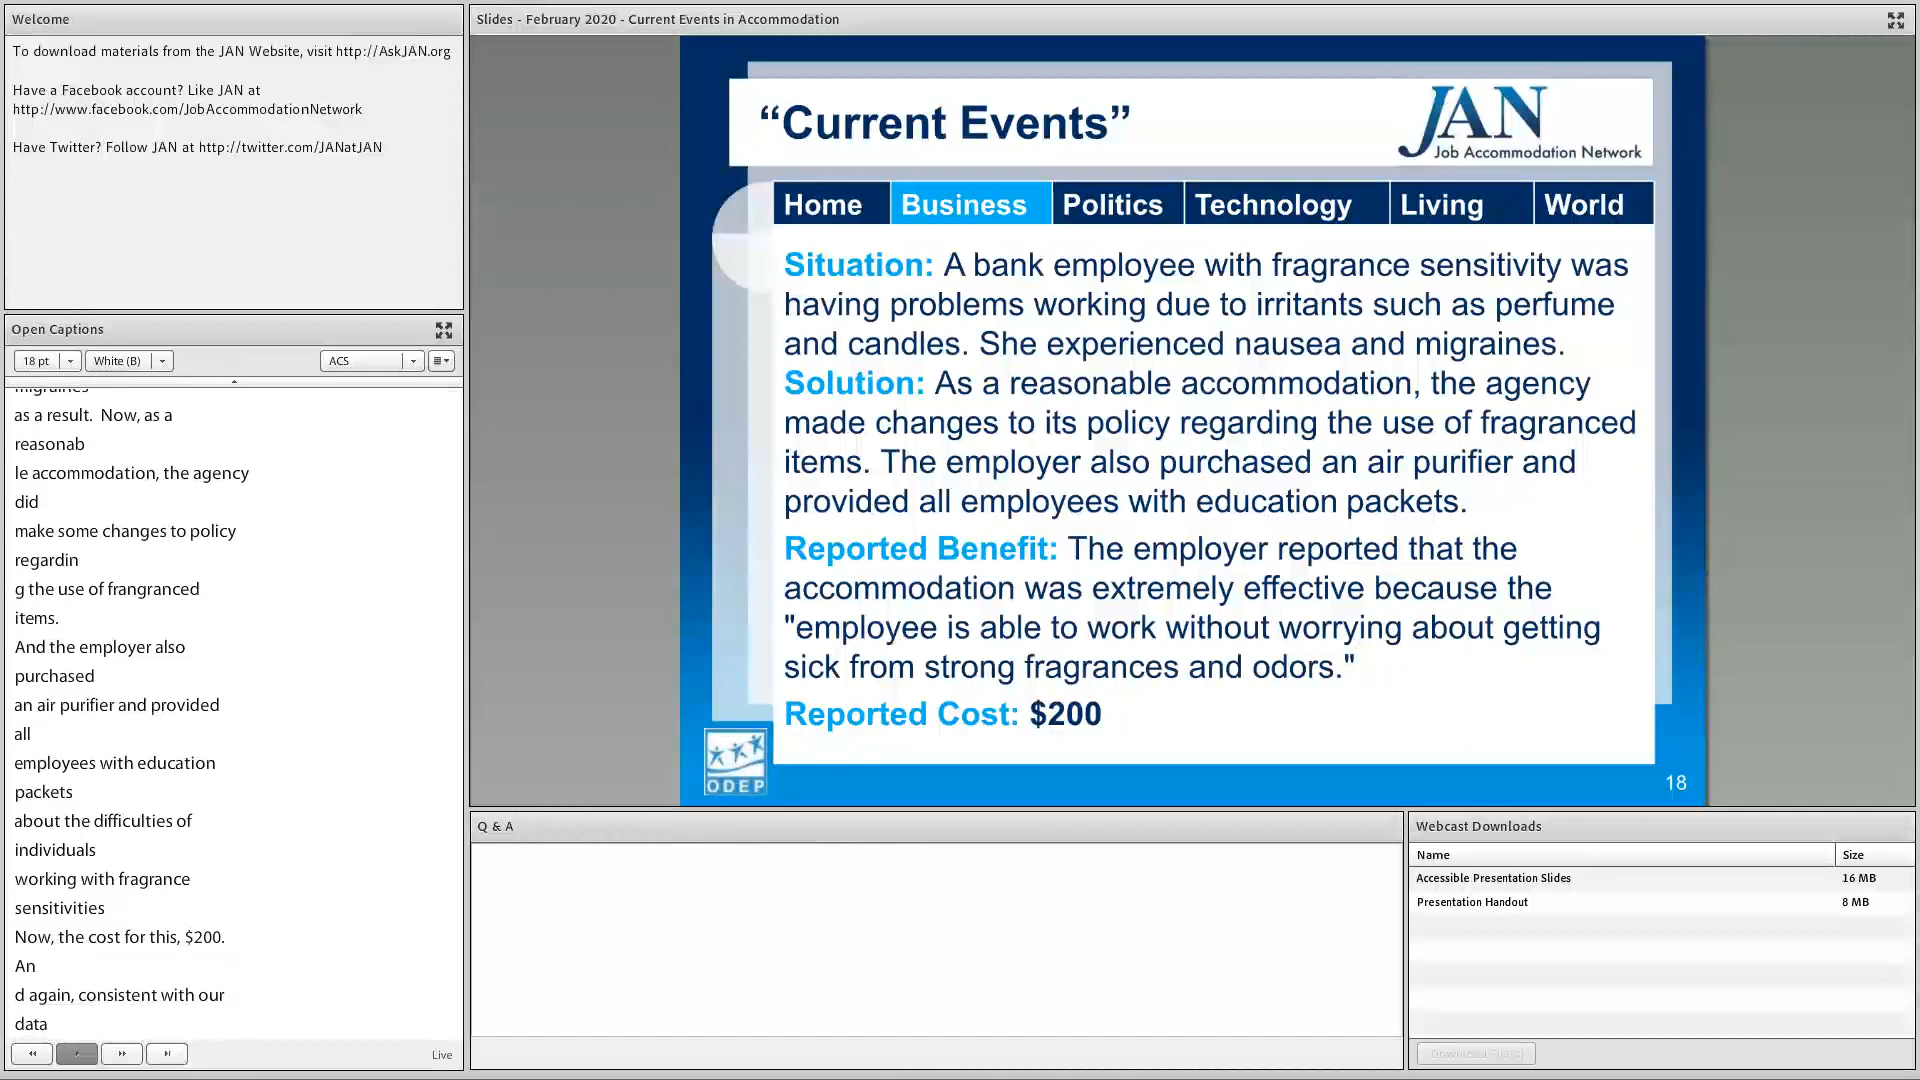 Welcome
To download materials from the JAN Website, visit http://AskJAN.org
Have a Facebook account? Like JAN at
http://www.facebook.com/JobAccommodationNetwork
Have Twitter? Follow JAN at http://twitter.com/JANatJAN
Open Captions
18 pt
White (B)
ACS
migraines
as a result. Now, as a
reasonab
le accommodation, the agency
did
make some changes to policy
regardin
g the use of frangranced
items.
And the employer also
purchased
an air purifier and provided
all
employees with education
packets
about the difficulties of
individuals
working with fragrance
sensitivities
Now, the cost for this, $200.
An
d again, consistent with our
data
Live
Slides - February 2020 - Current Events in Accommodation
“Current Events”
JAN
Job Accommodation Network
Home Business Politics Technology Living World
Situation: A bank employee with fragrance sensitivity was
having problems working due to irritants such as perfume
and candles. She experienced nausea and migraines.
Solution: As a reasonable accommodation, the agency
made changes to its policy regarding the use of fragranced
items. The employer also purchased an air purifier and
provided all employees with education packets.
Reported Benefit: The employer reported that the
accommodation was extremely effective because the
"employee is able to work without worrying about getting
sick from strong fragrances and odors."
Reported Cost: $200
ODEP
18
Q & A
Webcast Downloads
Name Size
Accessible Presentation Slides 16 MB
Presentation Handout 8 MB
Download File(s)